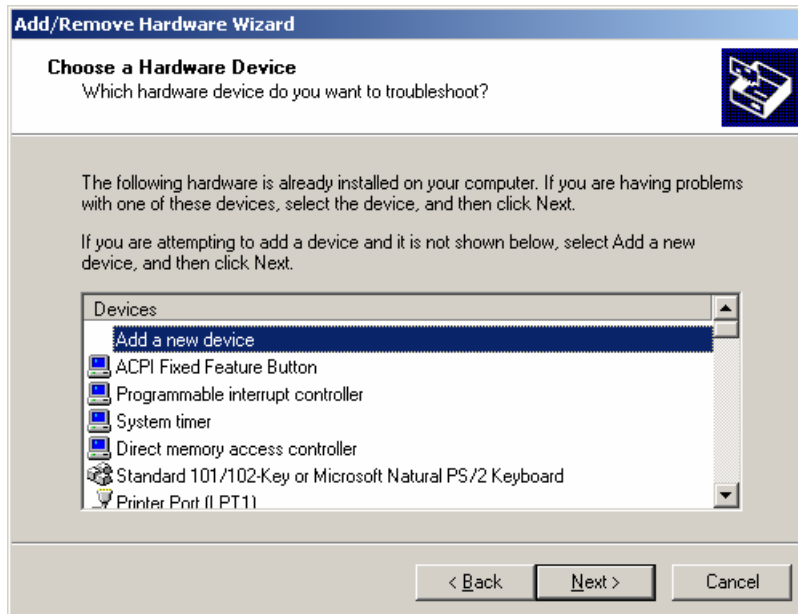 Add/Remove Hardware Wizard
Choose a Hardware Device
Which hardware device do you want to troubleshoot?
The following hardware is already installed on your computer. If you are having problems
with one of these devices, select the device, and then click Next.
If you are attempting to add a device and it is not shown below, select Add a new
device, and then click Next.
Devices
Add a new device
ACPI Fixed Feature Button
Programmable interrupt controller
System timer
Direct memory access controller
Standard 101/102-Key or Microsoft Natural PS/2 Keyboard
Printer Port (LPT1)
< Back Next > Cancel